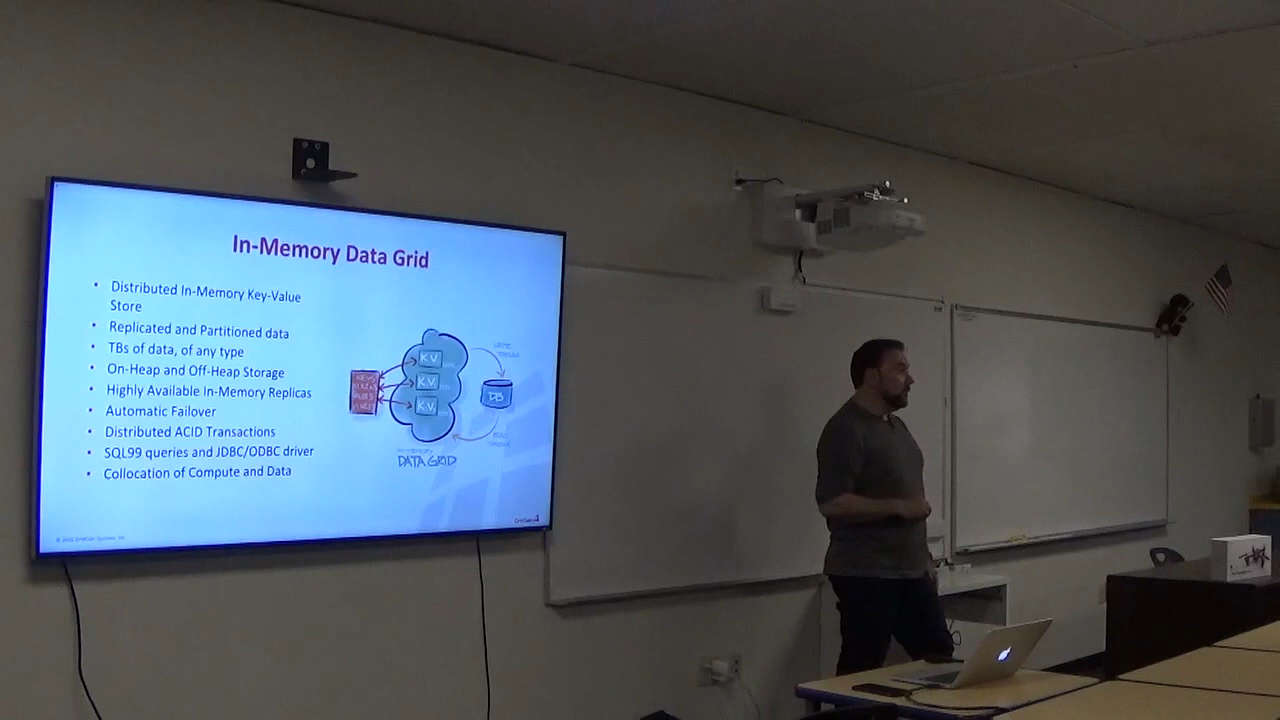 In-Memory Data Grid
• Distributed In-Memory Key-Value
Store
• Replicated and Partitioned data
• TBs of data, of any type
• On-Heap and Off-Heap Storage
• Highly Available In-Memory Replicas
• Automatic Failover
• Distributed ACID Transactions
• SQL99 queries and JDBC/ODBC driver
• Collocation of Compute and Data
K.V.
K.V.
K.V.
DB
DATA GRID